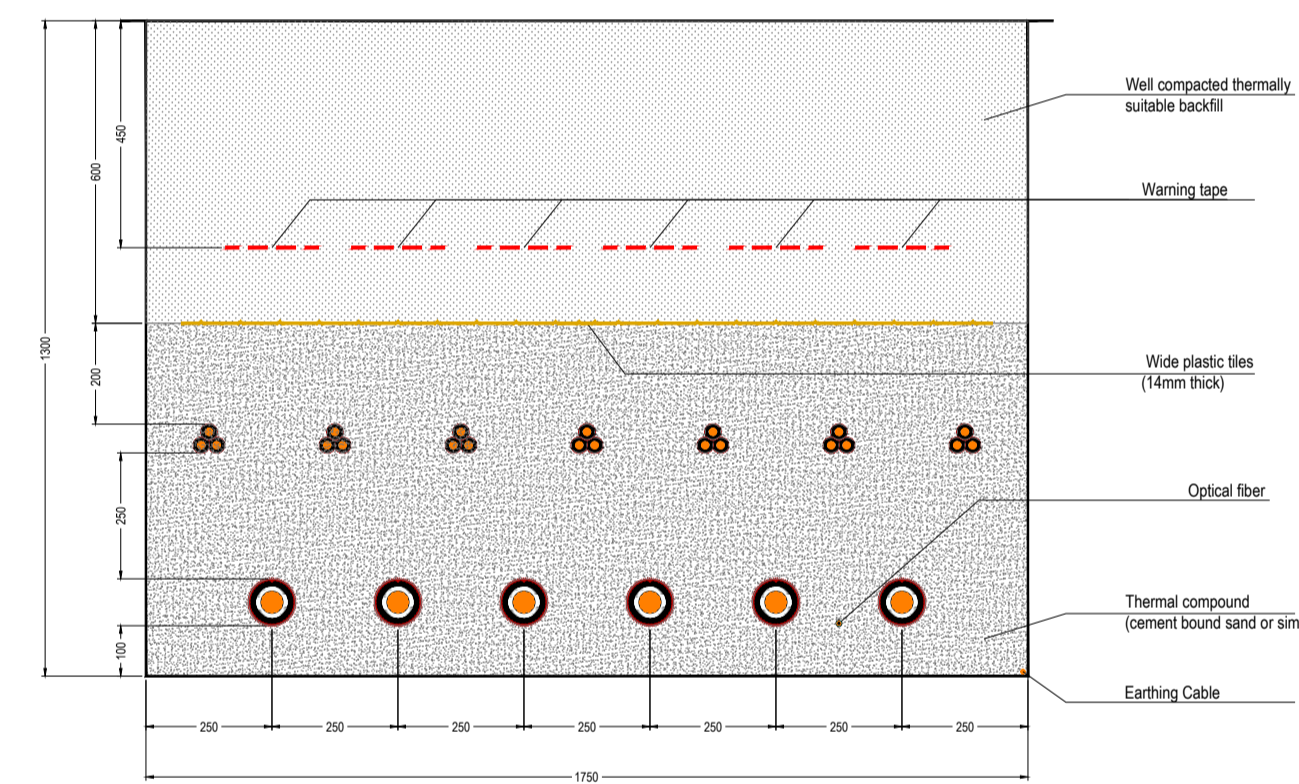 Well compacted thermally
suitable backfill
450
600
Warning tape
1300
Wide plastic tiles
(14mm thick)
200
Optical fiber
250
Thermal compound
(cement bound sand or sim
100
Earthing Cable
250 250 250 250 250 250 250
1750